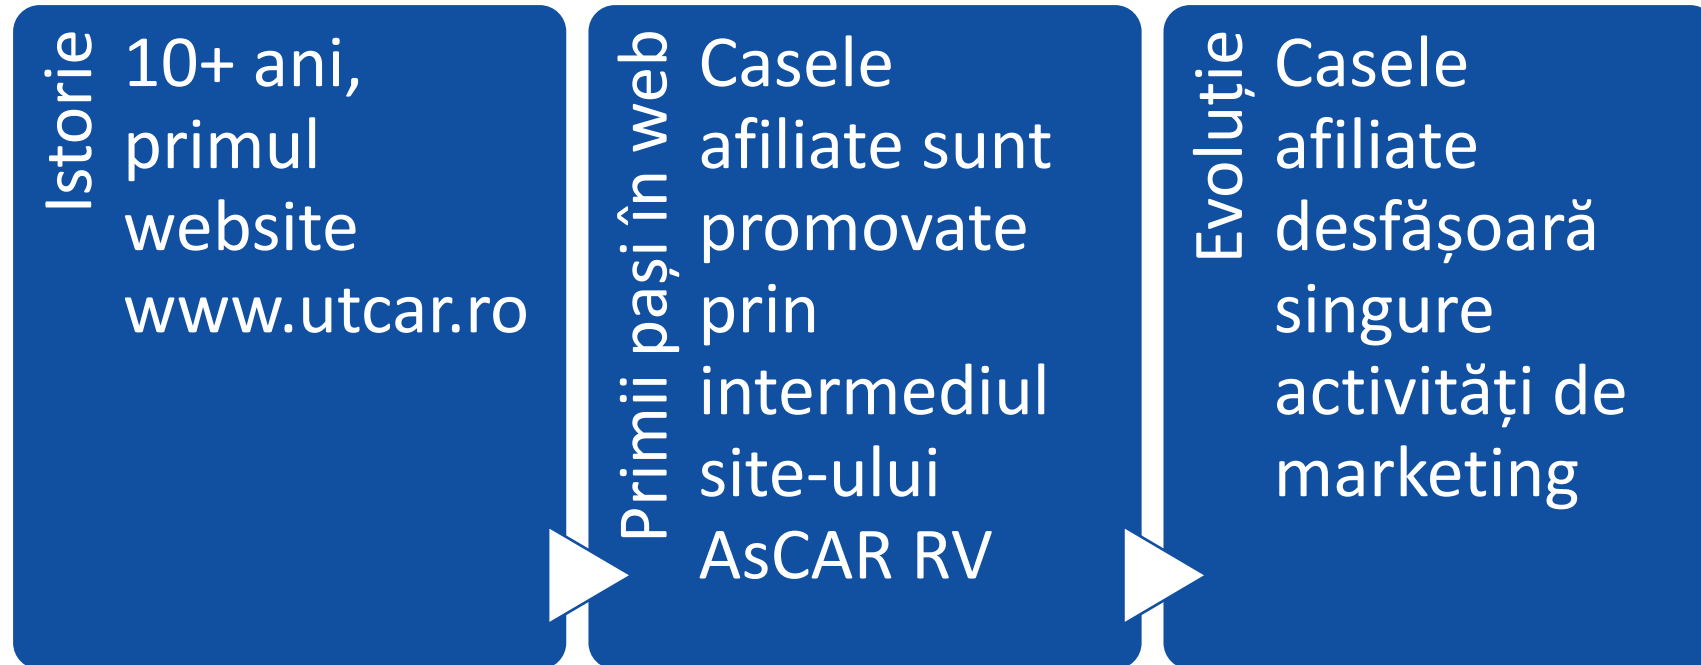 Istorie
10+ ani,
primul
website
www.utcar.ro
Primii pași în web
Casele
afiliate sunt
promovate
prin
intermediul
site-ului
AsCAR RV
Evoluție
Casele
afiliate
desfășoară
singure
activități de
marketing